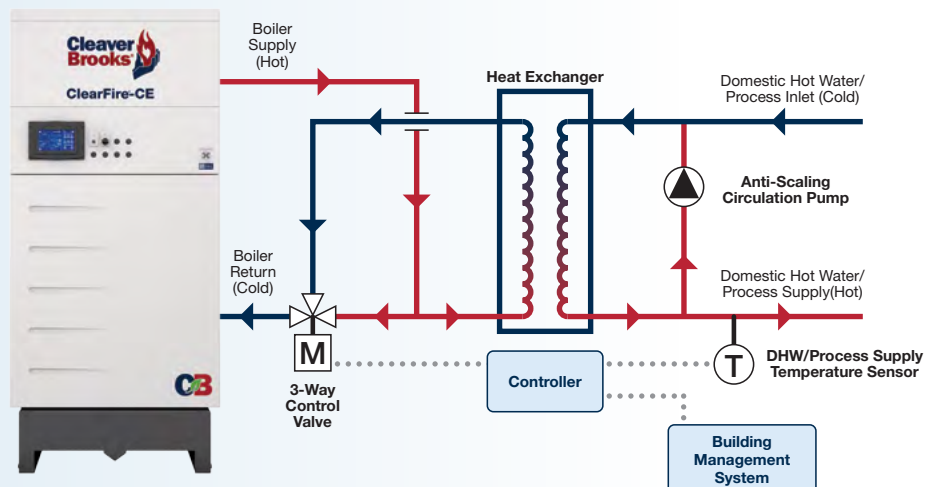 Cleaver
Brooks
ClearFire-CE
CB
Boiler
Supply
(Hot)
Heat Exchanger
Domestic Hot Water/
Process Inlet (Cold)
Anti-Scaling
Circulation Pump
Boiler
Return
(Cold)
Domestic Hot Water/
Process Supply(Hot)
M
3-Way
Control
Valve
Controller
T
DHW/Process Supply
Temperature Sensor
Building
Management
System